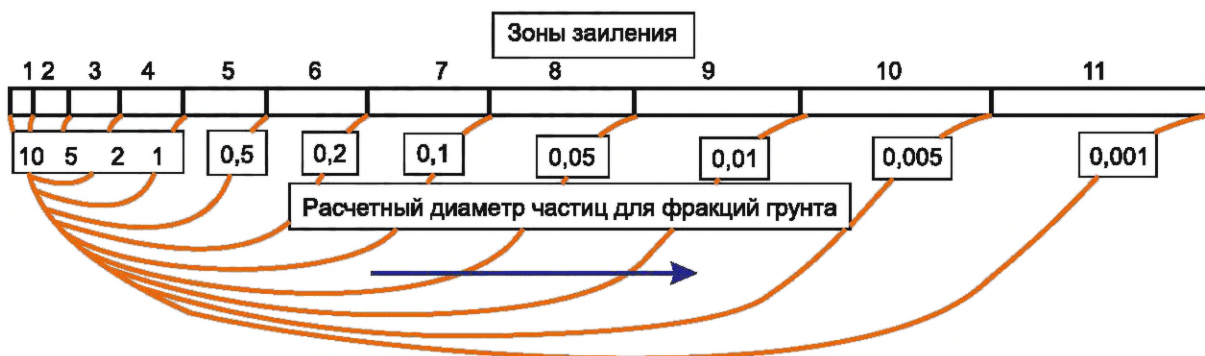 Зоны заиления
1 2 3 4 5 6 7 8 9 10 11
10 5 2 1 0,5 0,2 0,1 0,05 0,01 0,005 0,001
Расчетный диаметр частиц для фракций грунта